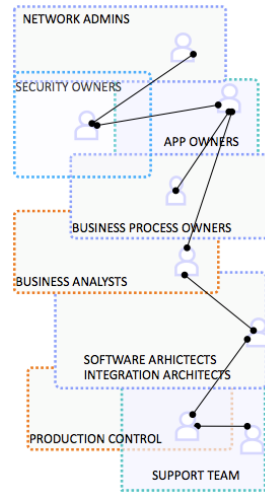 NETWORK ADMINS
SECURITY OWNERS
APP OWNERS
BUSINESS PROCESS OWNERS
BUSINESS ANALYSTS
SOFTWARE ARHICTECTS
INTEGRATION ARCHITECTS
PRODUCTION CONTROL
SUPPORT TEAM